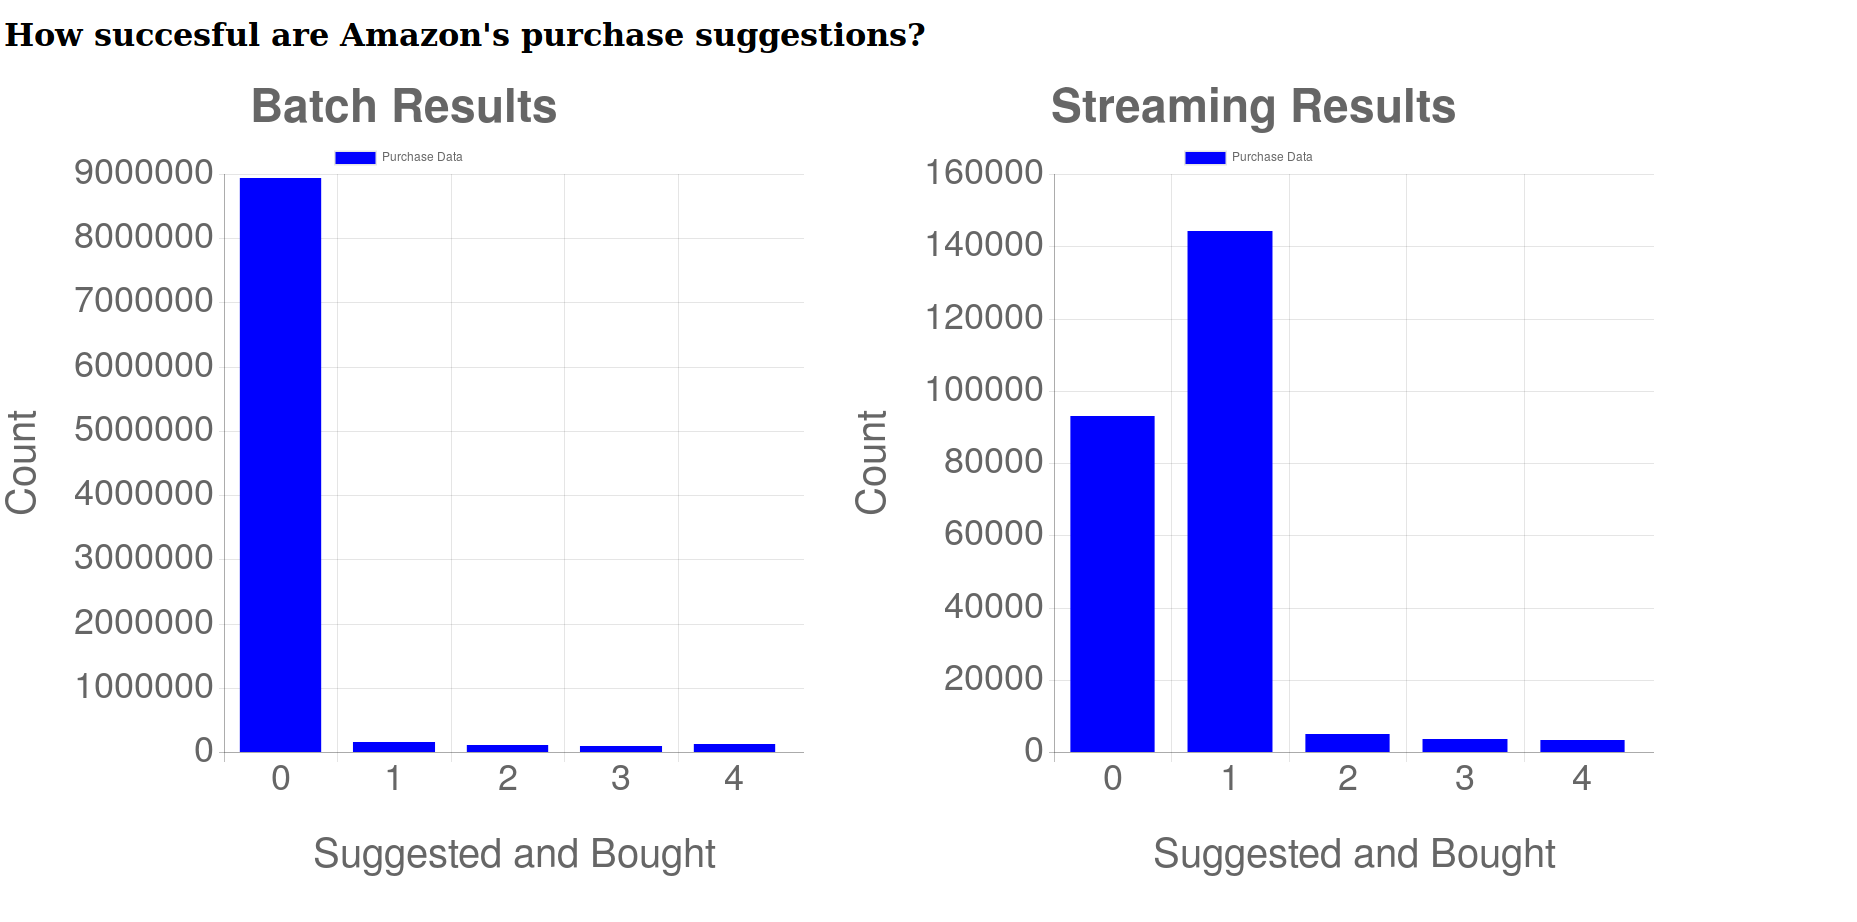 How succesful are Amazon's purchase suggestions?
Batch Results
Purchase Data
9000000
8000000
7000000
6000000
5000000
4000000
3000000
2000000
1000000
0
Count
0 1 2 3 4
Suggested and Bought
Streaming Results
Purchase Data
160000
140000
120000
100000
80000
60000
40000
20000
0
Count
0 1 2 3 4
Suggested and Bought